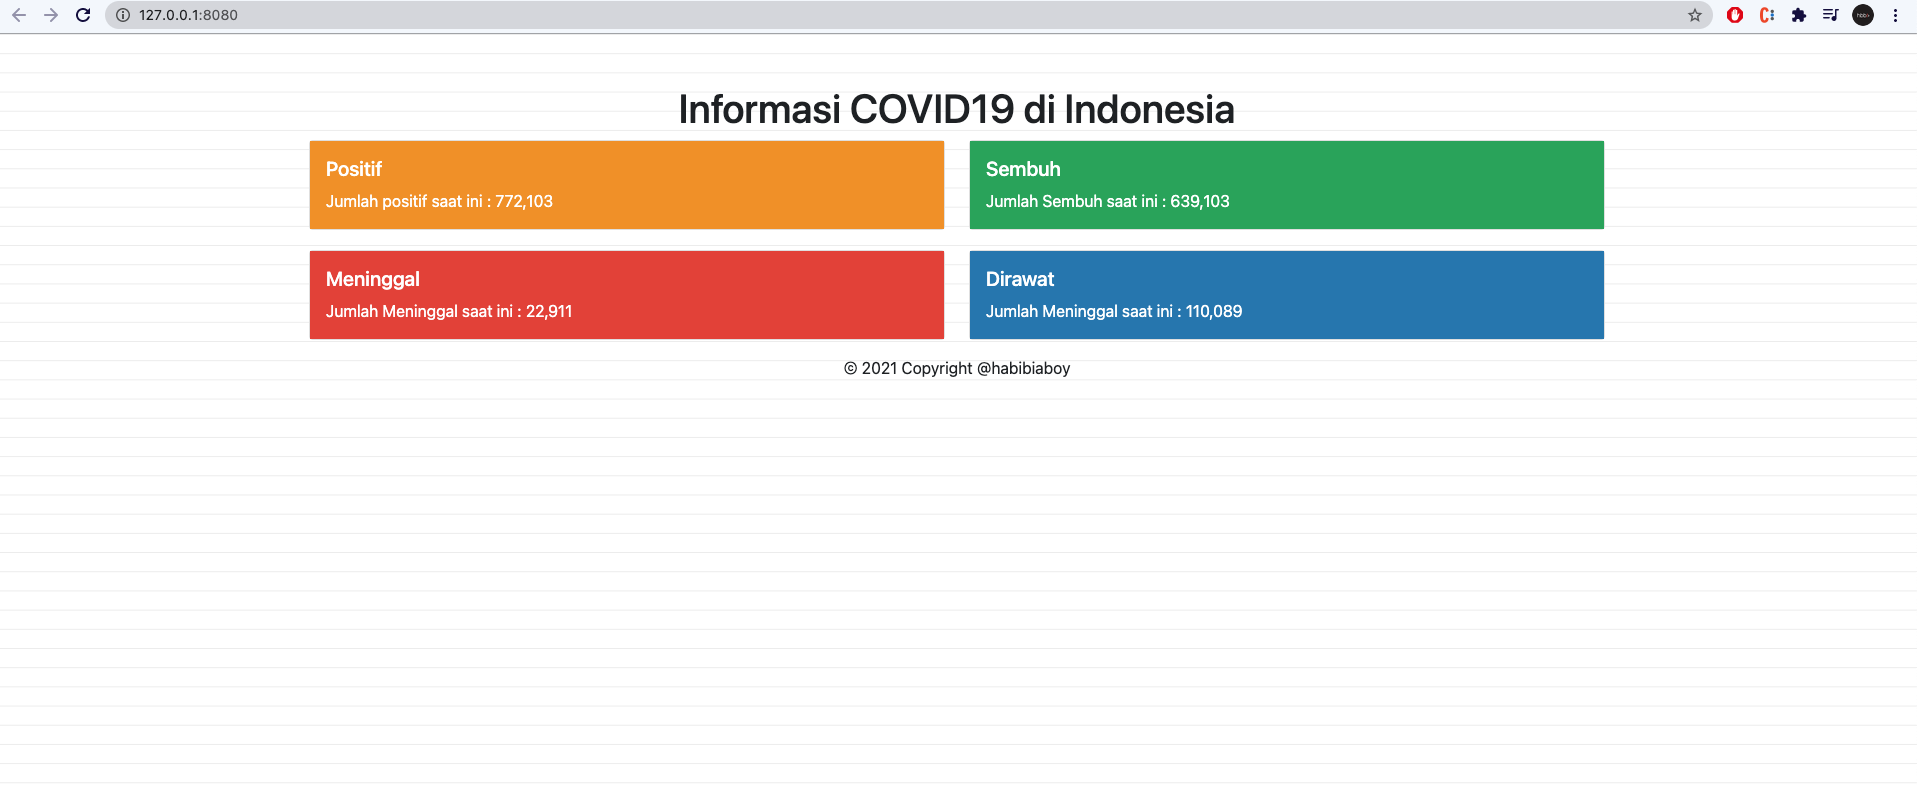 127.0.0.1:8080
Informasi COVID19 di Indonesia
Positif
Jumlah positif saat ini : 772,103
Sembuh
Jumlah Sembuh saat ini : 639,103
Meninggal
Jumlah Meninggal saat ini : 22,911
Dirawat
Jumlah Meninggal saat ini : 110,089
© 2021 Copyright @habibiaboy